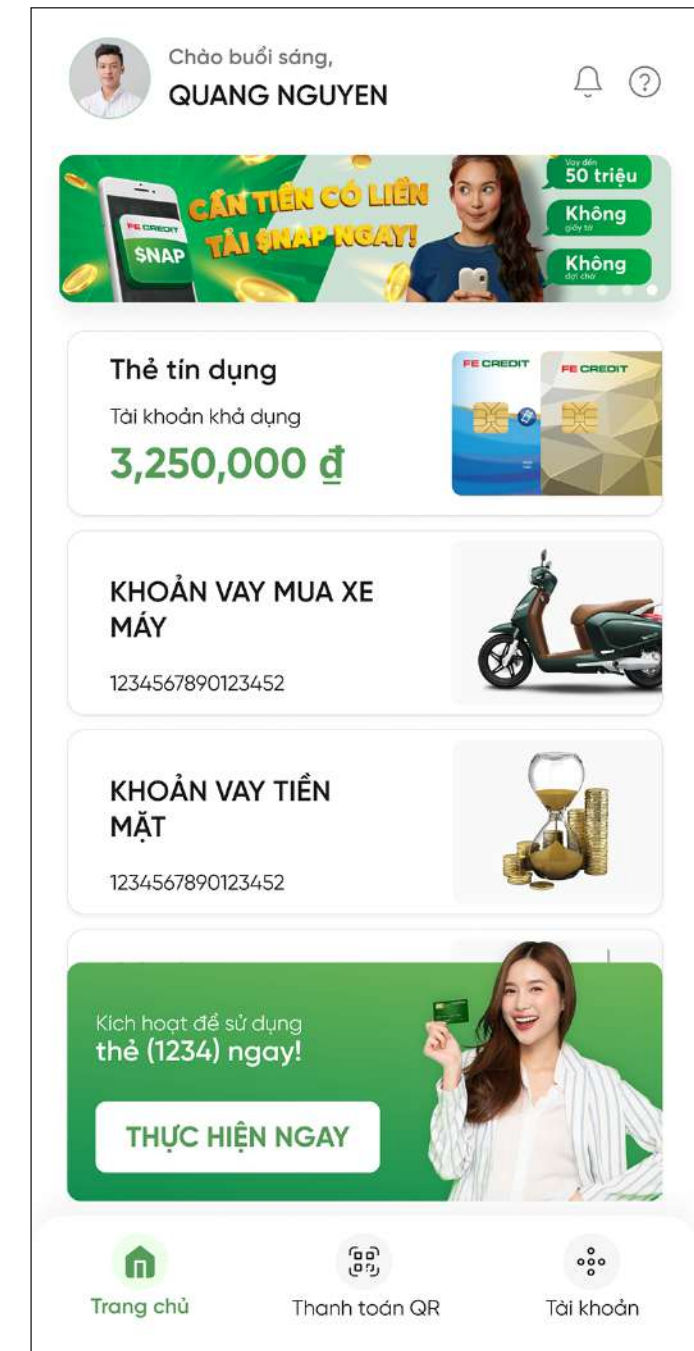 Chào buổi sáng,
QUANG NGUYEN
CẦN TIỀN CÓ LIỀN
TẢI $NAP NGAY!
FE CREDIT
$NAP
Vay đến
50 triệu
Không
giấy tờ
Không
đợi chờ
Thẻ tín dụng
Tài khoản khả dụng
3,250,000 đ
FE CREDIT
FE CREDIT
KHOẢN VAY MUA XE
MÁY
1234567890123452
KHOẢN VAY TIỀN
MẶT
1234567890123452
Kích hoạt để sử dụng
thẻ (1234) ngay!
THỰC HIỆN NGAY
Trang chủ
Thanh toán QR
Tài khoản